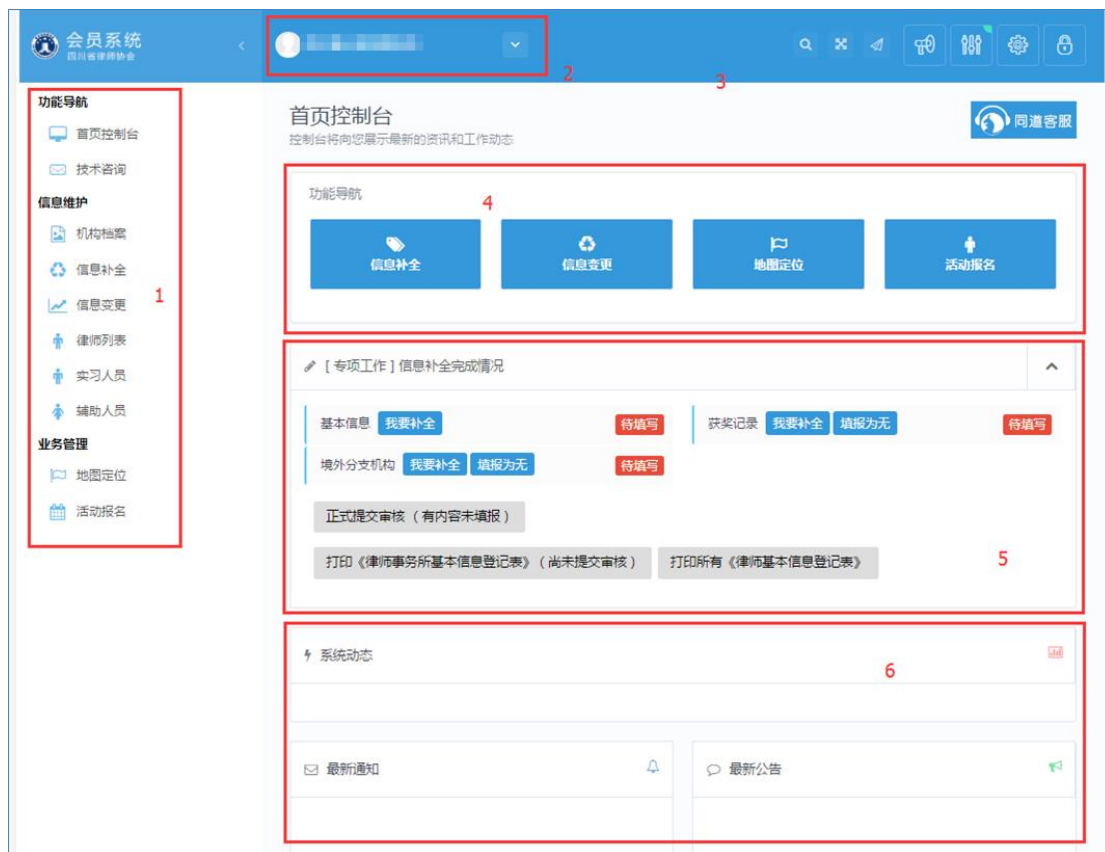 会员系统
四川省律师协会
2
3
功能导航
首页控制台
技术咨询
信息维护
机构档案
信息补全
信息变更
1
律师列表
实习人员
辅助人员
业务管理
地图定位
活动报名
首页控制台
控制台将向您展示最新的资讯和工作动态
同道客服
功能导航
4
信息补全 信息变更 地图定位 活动报名
[ 专项工作 ] 信息补全完成情况
基本信息 我要补全 待填写 获奖记录 我要补全 填报为无 待填写
境外分支机构 我要补全 填报为无 待填写
正式提交审核 （ 有内容未填报 ）
打印《律师事务所基本信息登记表》（ 尚未提交审核 ） 打印所有《律师基本信息登记表》
5
系统动态
6
最新通知 最新公告